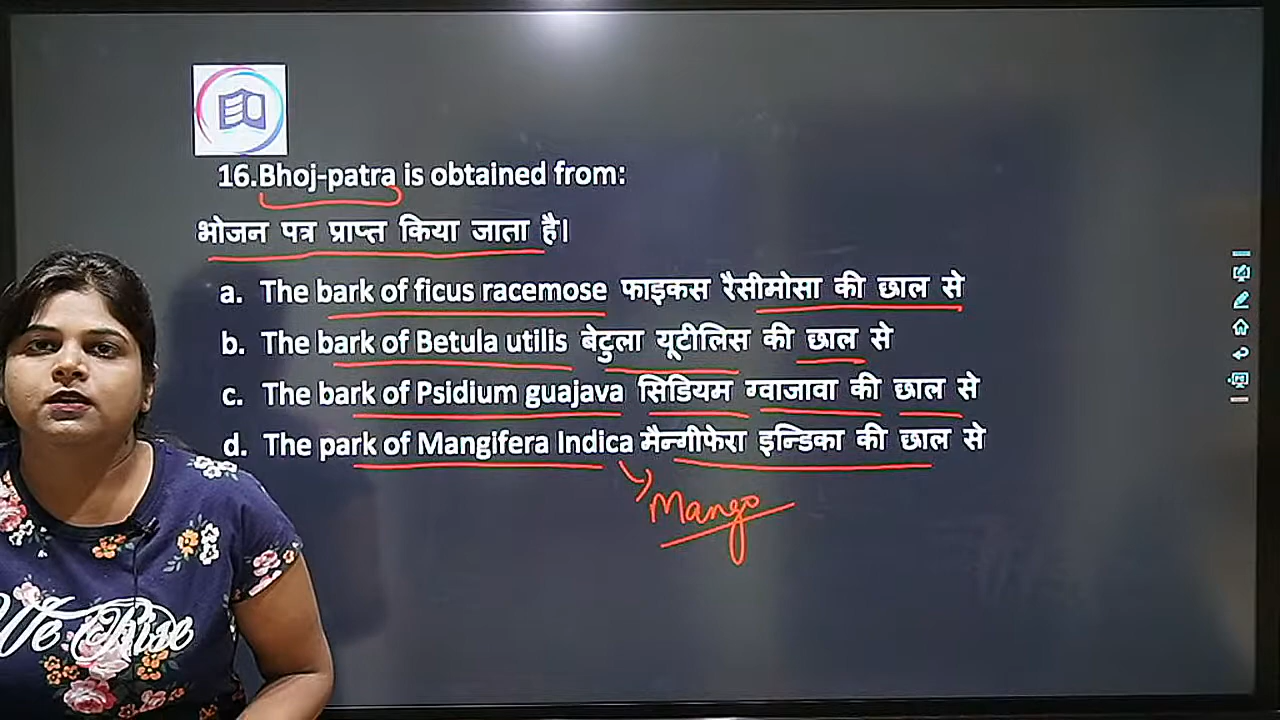 16.Bhoj-patra is obtained from:
भोजन पत्र प्राप्त किया जाता है।
a. The bark of ficus racemose फाइकस रैसीमोसा की छाल से
b. The bark of Betula utilis बेटुला यूटीलिस की छाल से
c. The bark of Psidium guajava सिडियम ग्वाजावा की छाल से
d. The park of Mangifera Indica मैन्गीफेरा इन्डिका की छाल से
Mango
We Rise